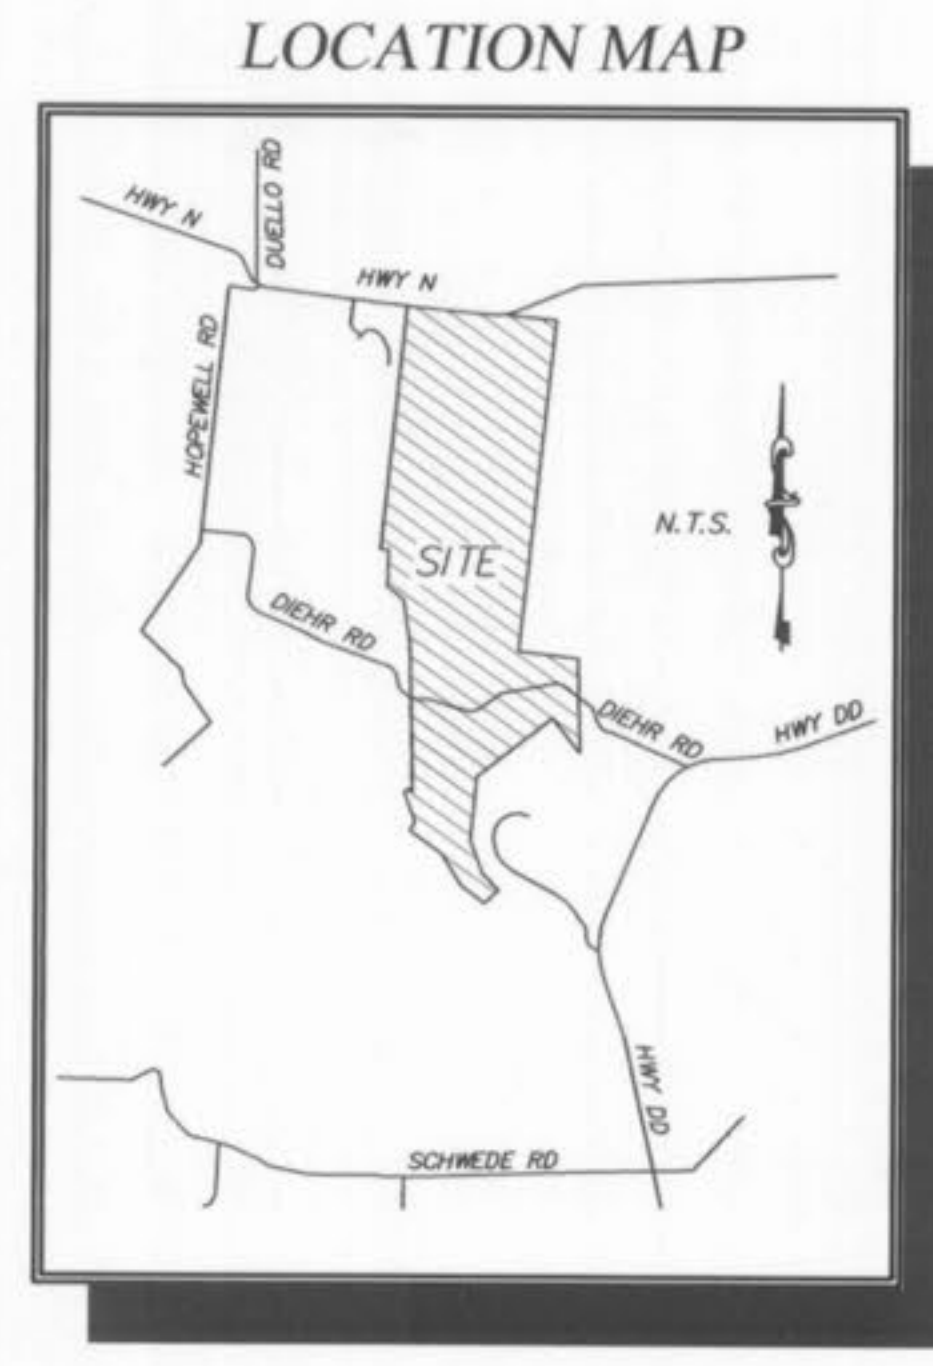 LOCATION MAP
HWY N
DUELLO RD
HWY N
HOPEWELL RD
N.T.S.
SITE
DIEHR RD
DIEHR RD
HWY DD
HWY DD
SCHWEDE RD